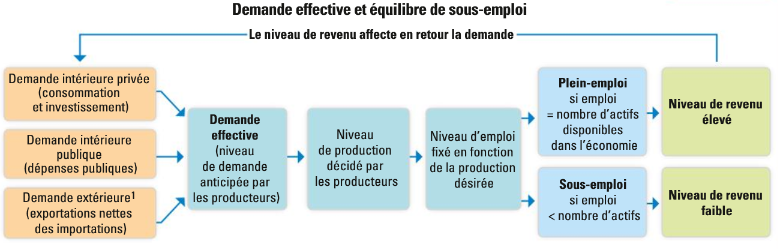 Demande effective et équilibre de sous-emploi
Le niveau de revenu affecte en retour la demande
Demande intérieure privée
(consommation
et investissement)
Demande intérieure
publique
(dépenses publiques)
Demande extérieure¹
(exportations nettes
des importations)
Demande
effective
(niveau
de demande
anticipée par
les producteurs)
Niveau
de production
décidé par
les producteurs
Niveau d'emploi
fixé en fonction
de la production
désirée
Plein-emploi
si emploi
= nombre d'actifs
disponibles
dans l'économie
Sous-emploi
si emploi
< nombre d'actifs
Niveau de revenu
élevé
Niveau de revenu
faible